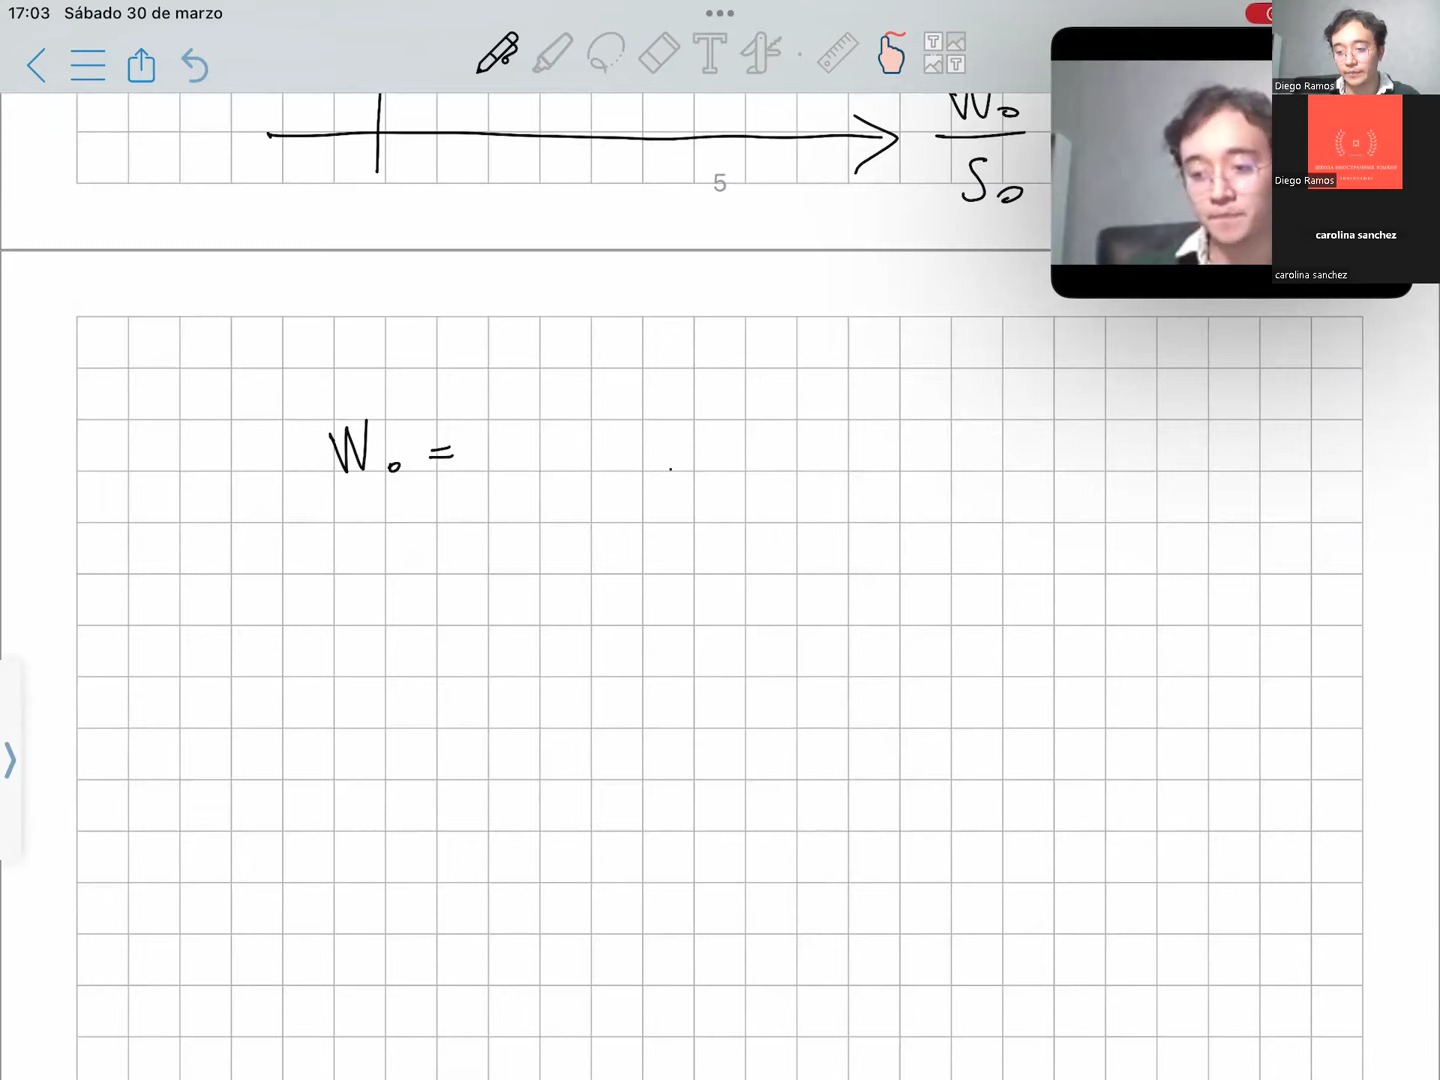 17:03 Sábado 30 de marzo
Diego Ramos
Diego Ramos
carolina sanchez
carolina sanchez
W₀
S₀
5
W₀ =